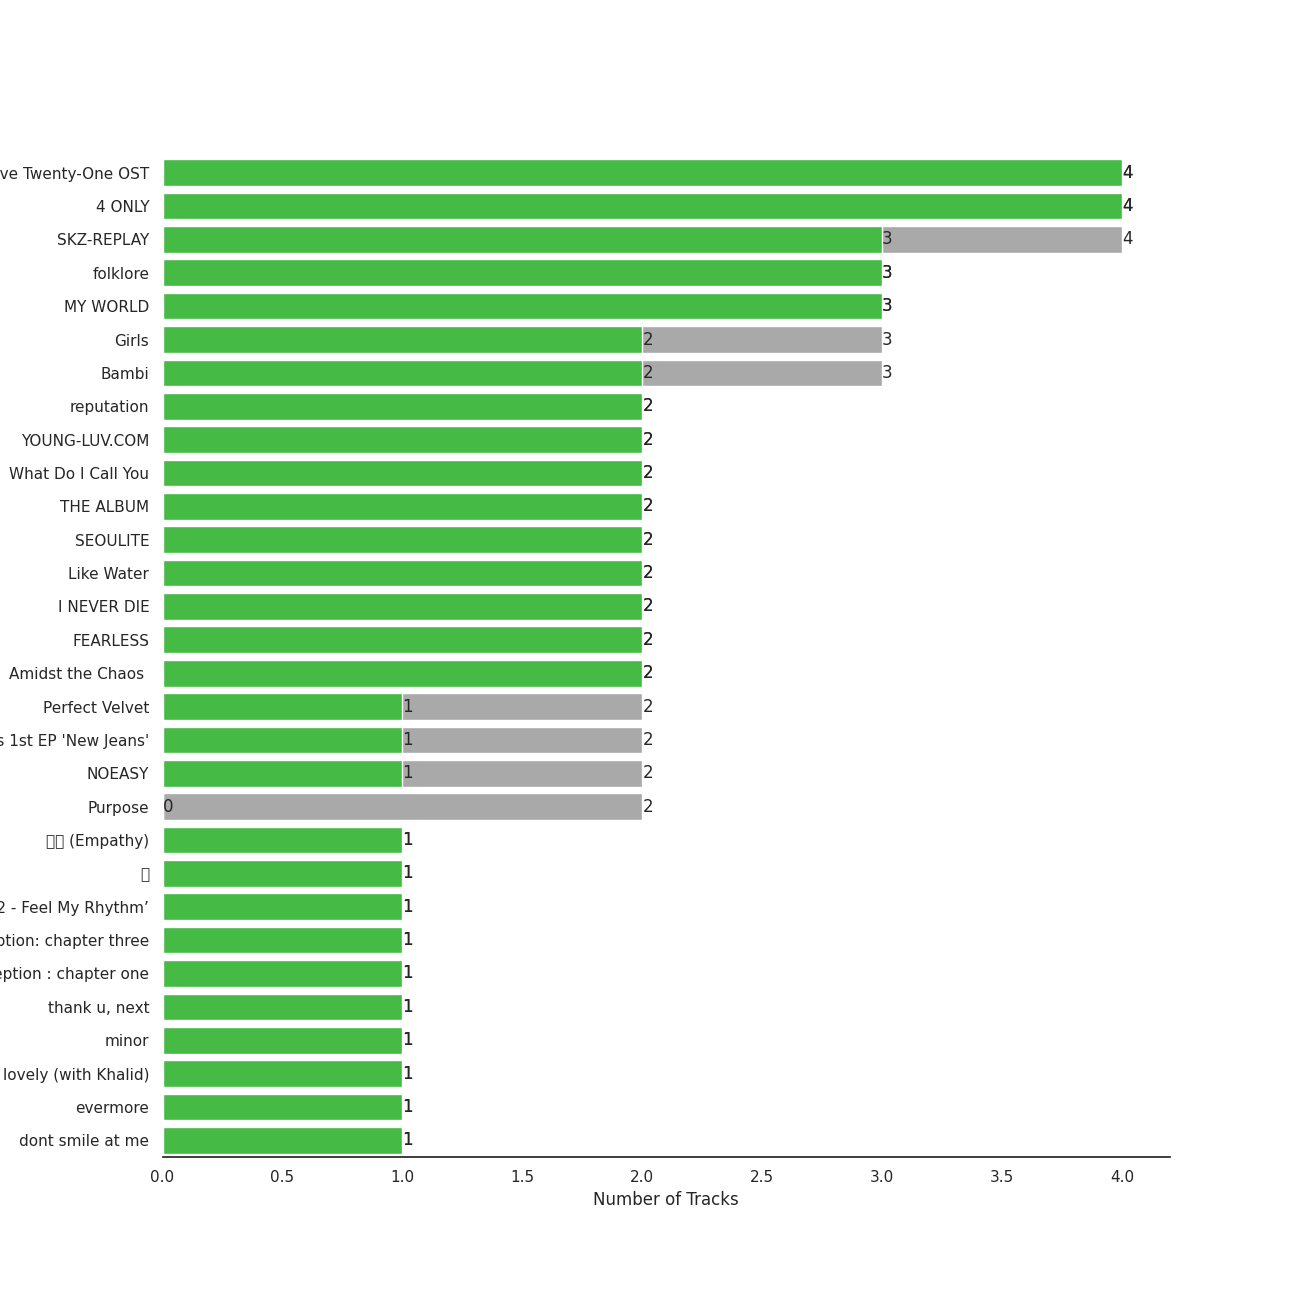 ve Twenty-One OST 4
4 ONLY 4
SKZ-REPLAY 3 4
folklore 3
MY WORLD 3
Girls 2 3
Bambi 2 3
reputation 2
YOUNG-LUV.COM 2
What Do I Call You 2
THE ALBUM 2
SEOULITE 2
Like Water 2
I NEVER DIE 2
FEARLESS 2
Amidst the Chaos 2
Perfect Velvet 1 2
s 1st EP 'New Jeans' 1 2
NOEASY 1 2
Purpose 0 2
(Empathy) 1
1
2 - Feel My Rhythm’ 1
ption: chapter three 1
eption : chapter one 1
thank u, next 1
minor 1
lovely (with Khalid) 1
evermore 1
dont smile at me 1
0.0 0.5 1.0 1.5 2.0 2.5 3.0 3.5 4.0
Number of Tracks